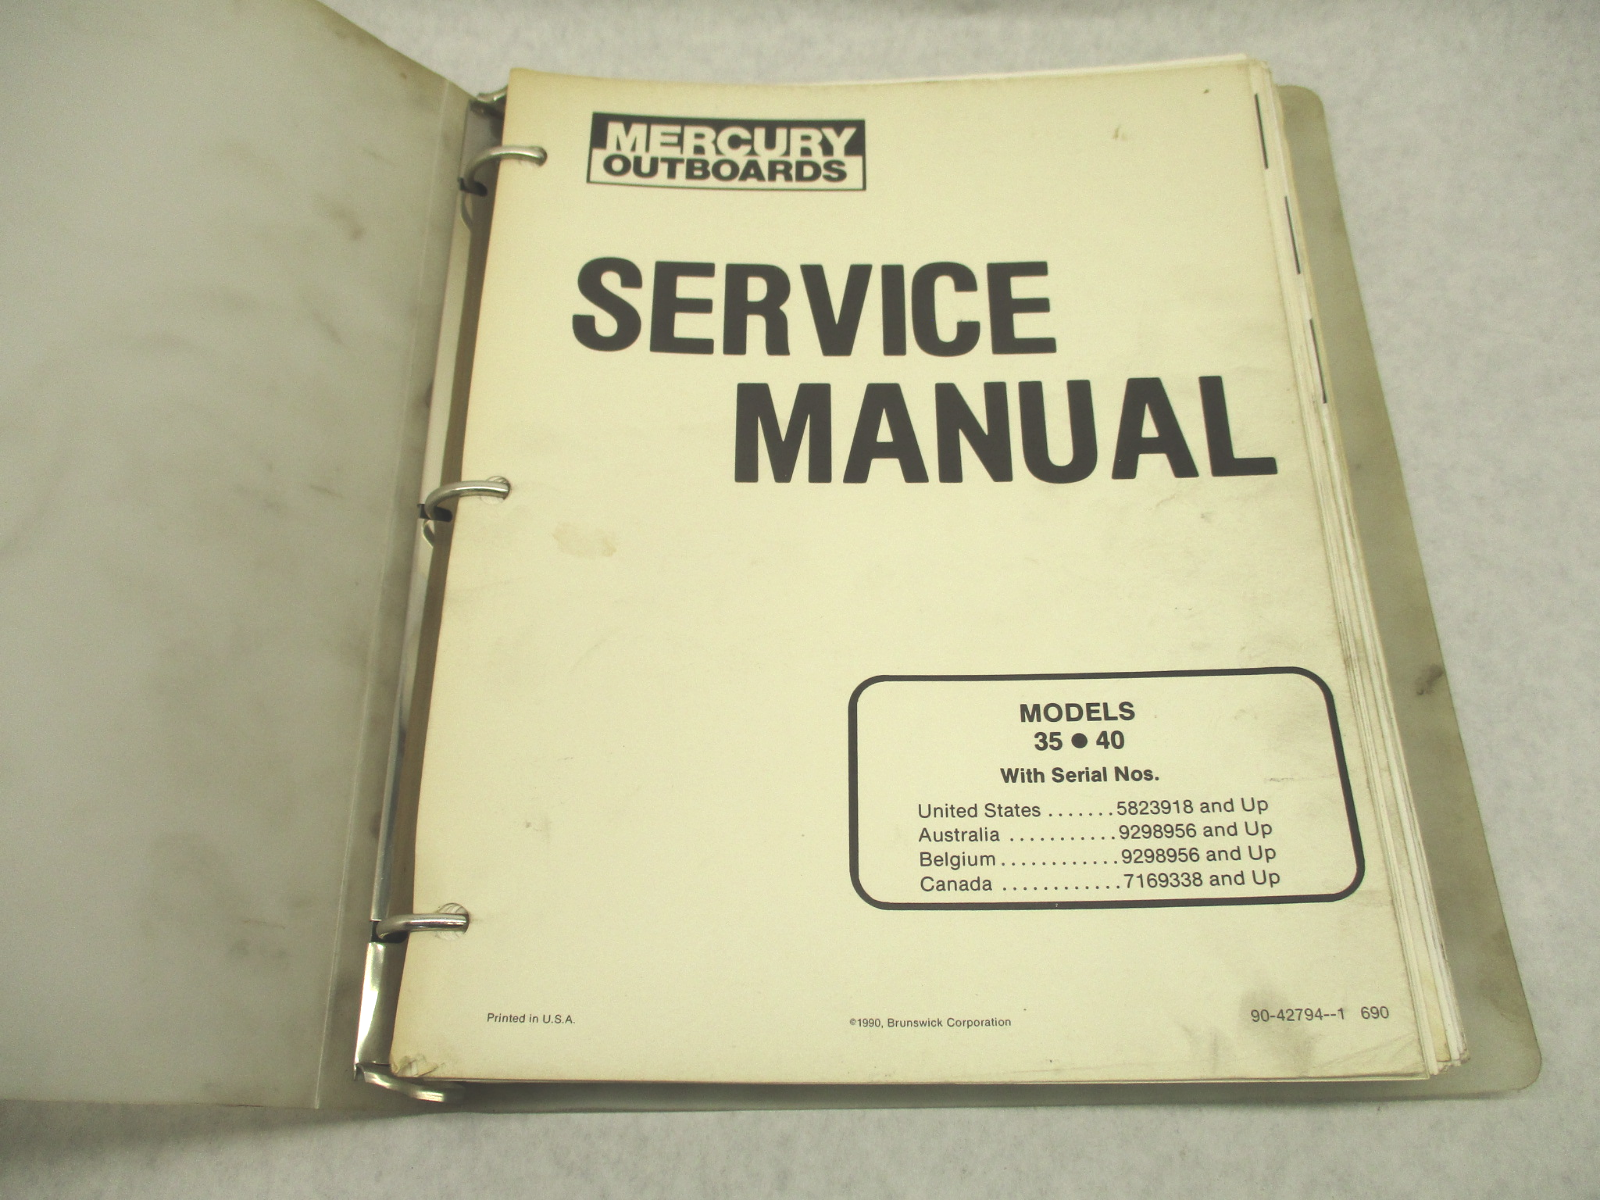 MERCURY
OUTBOARDS
SERVICE
MANUAL
MODELS
35 ● 40
With Serial Nos.
United States .......5823918 and Up
Australia ...........9298956 and Up
Belgium............9298956 and Up
Canada ............7169338 and Up
Printed in U.S.A.
©1990, Brunswick Corporation
90-42794--1 690